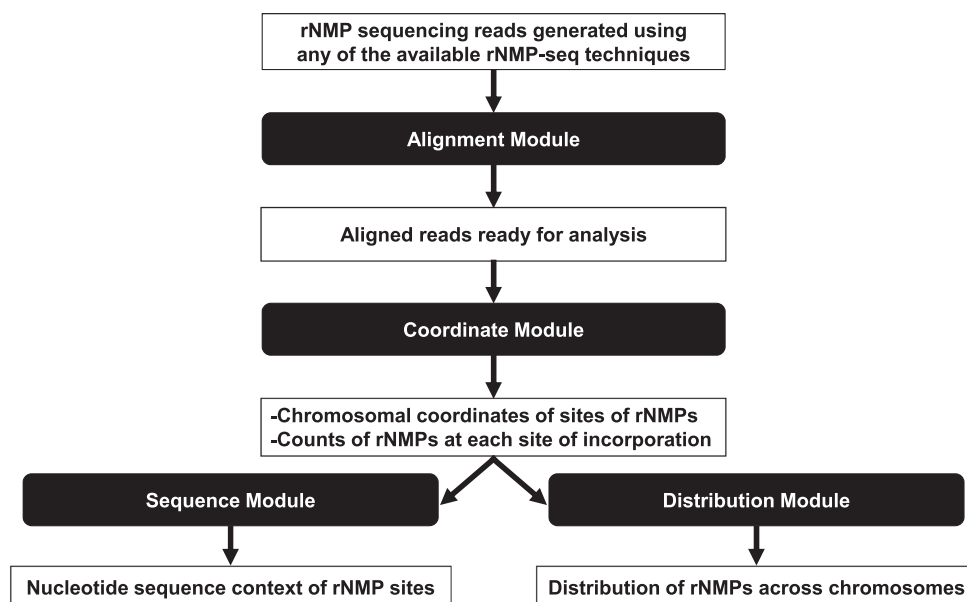 rNMP sequencing reads generated using
any of the available rNMP-seq techniques
Alignment Module
Aligned reads ready for analysis
Coordinate Module
-Chromosomal coordinates of sites of rNMPs
-Counts of rNMPs at each site of incorporation
Sequence Module
Distribution Module
Nucleotide sequence context of rNMP sites
Distribution of rNMPs across chromosomes